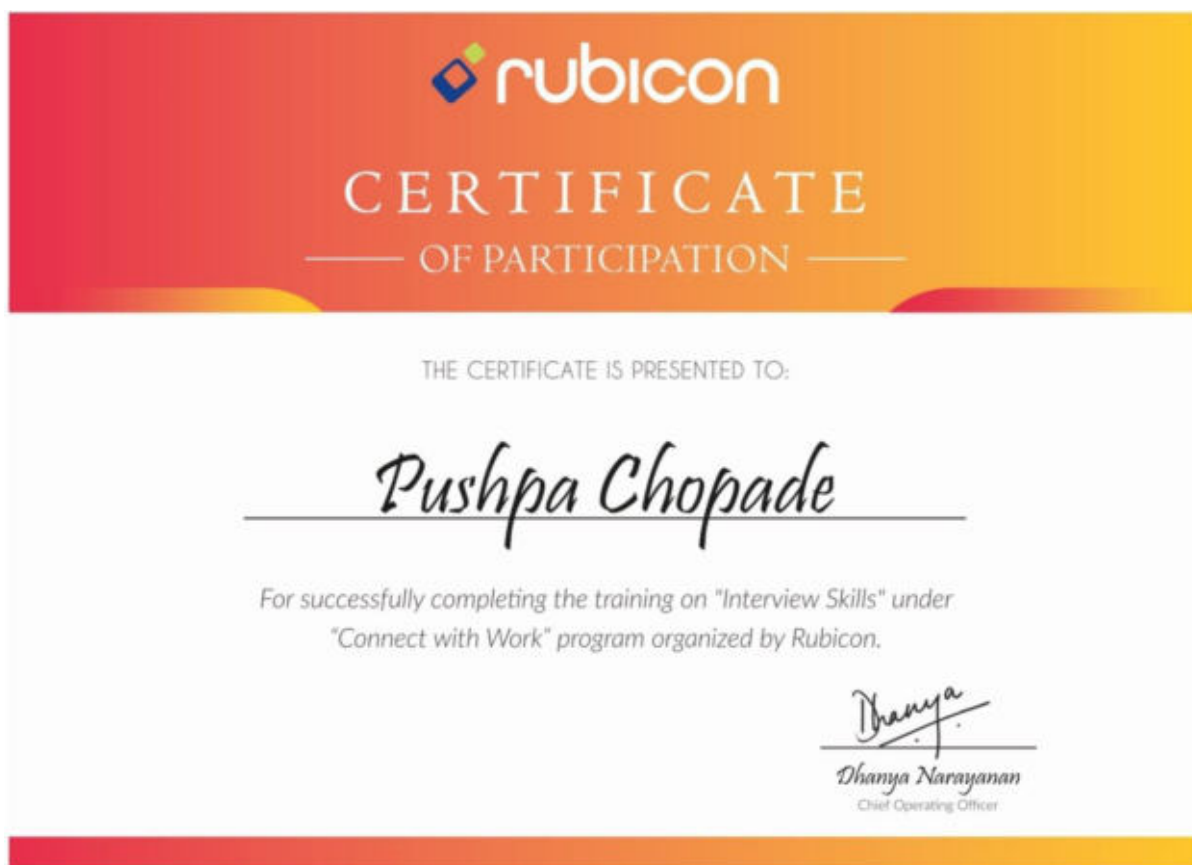 rubicon
CERTIFICATE
OF PARTICIPATION
THE CERTIFICATE IS PRESENTED TO:
Pushpa Chopade
For successfully completing the training on "Interview Skills" under
"Connect with Work" program organized by Rubicon.
Dhanya
Dhanya Narayanan
Chief Operating Officer